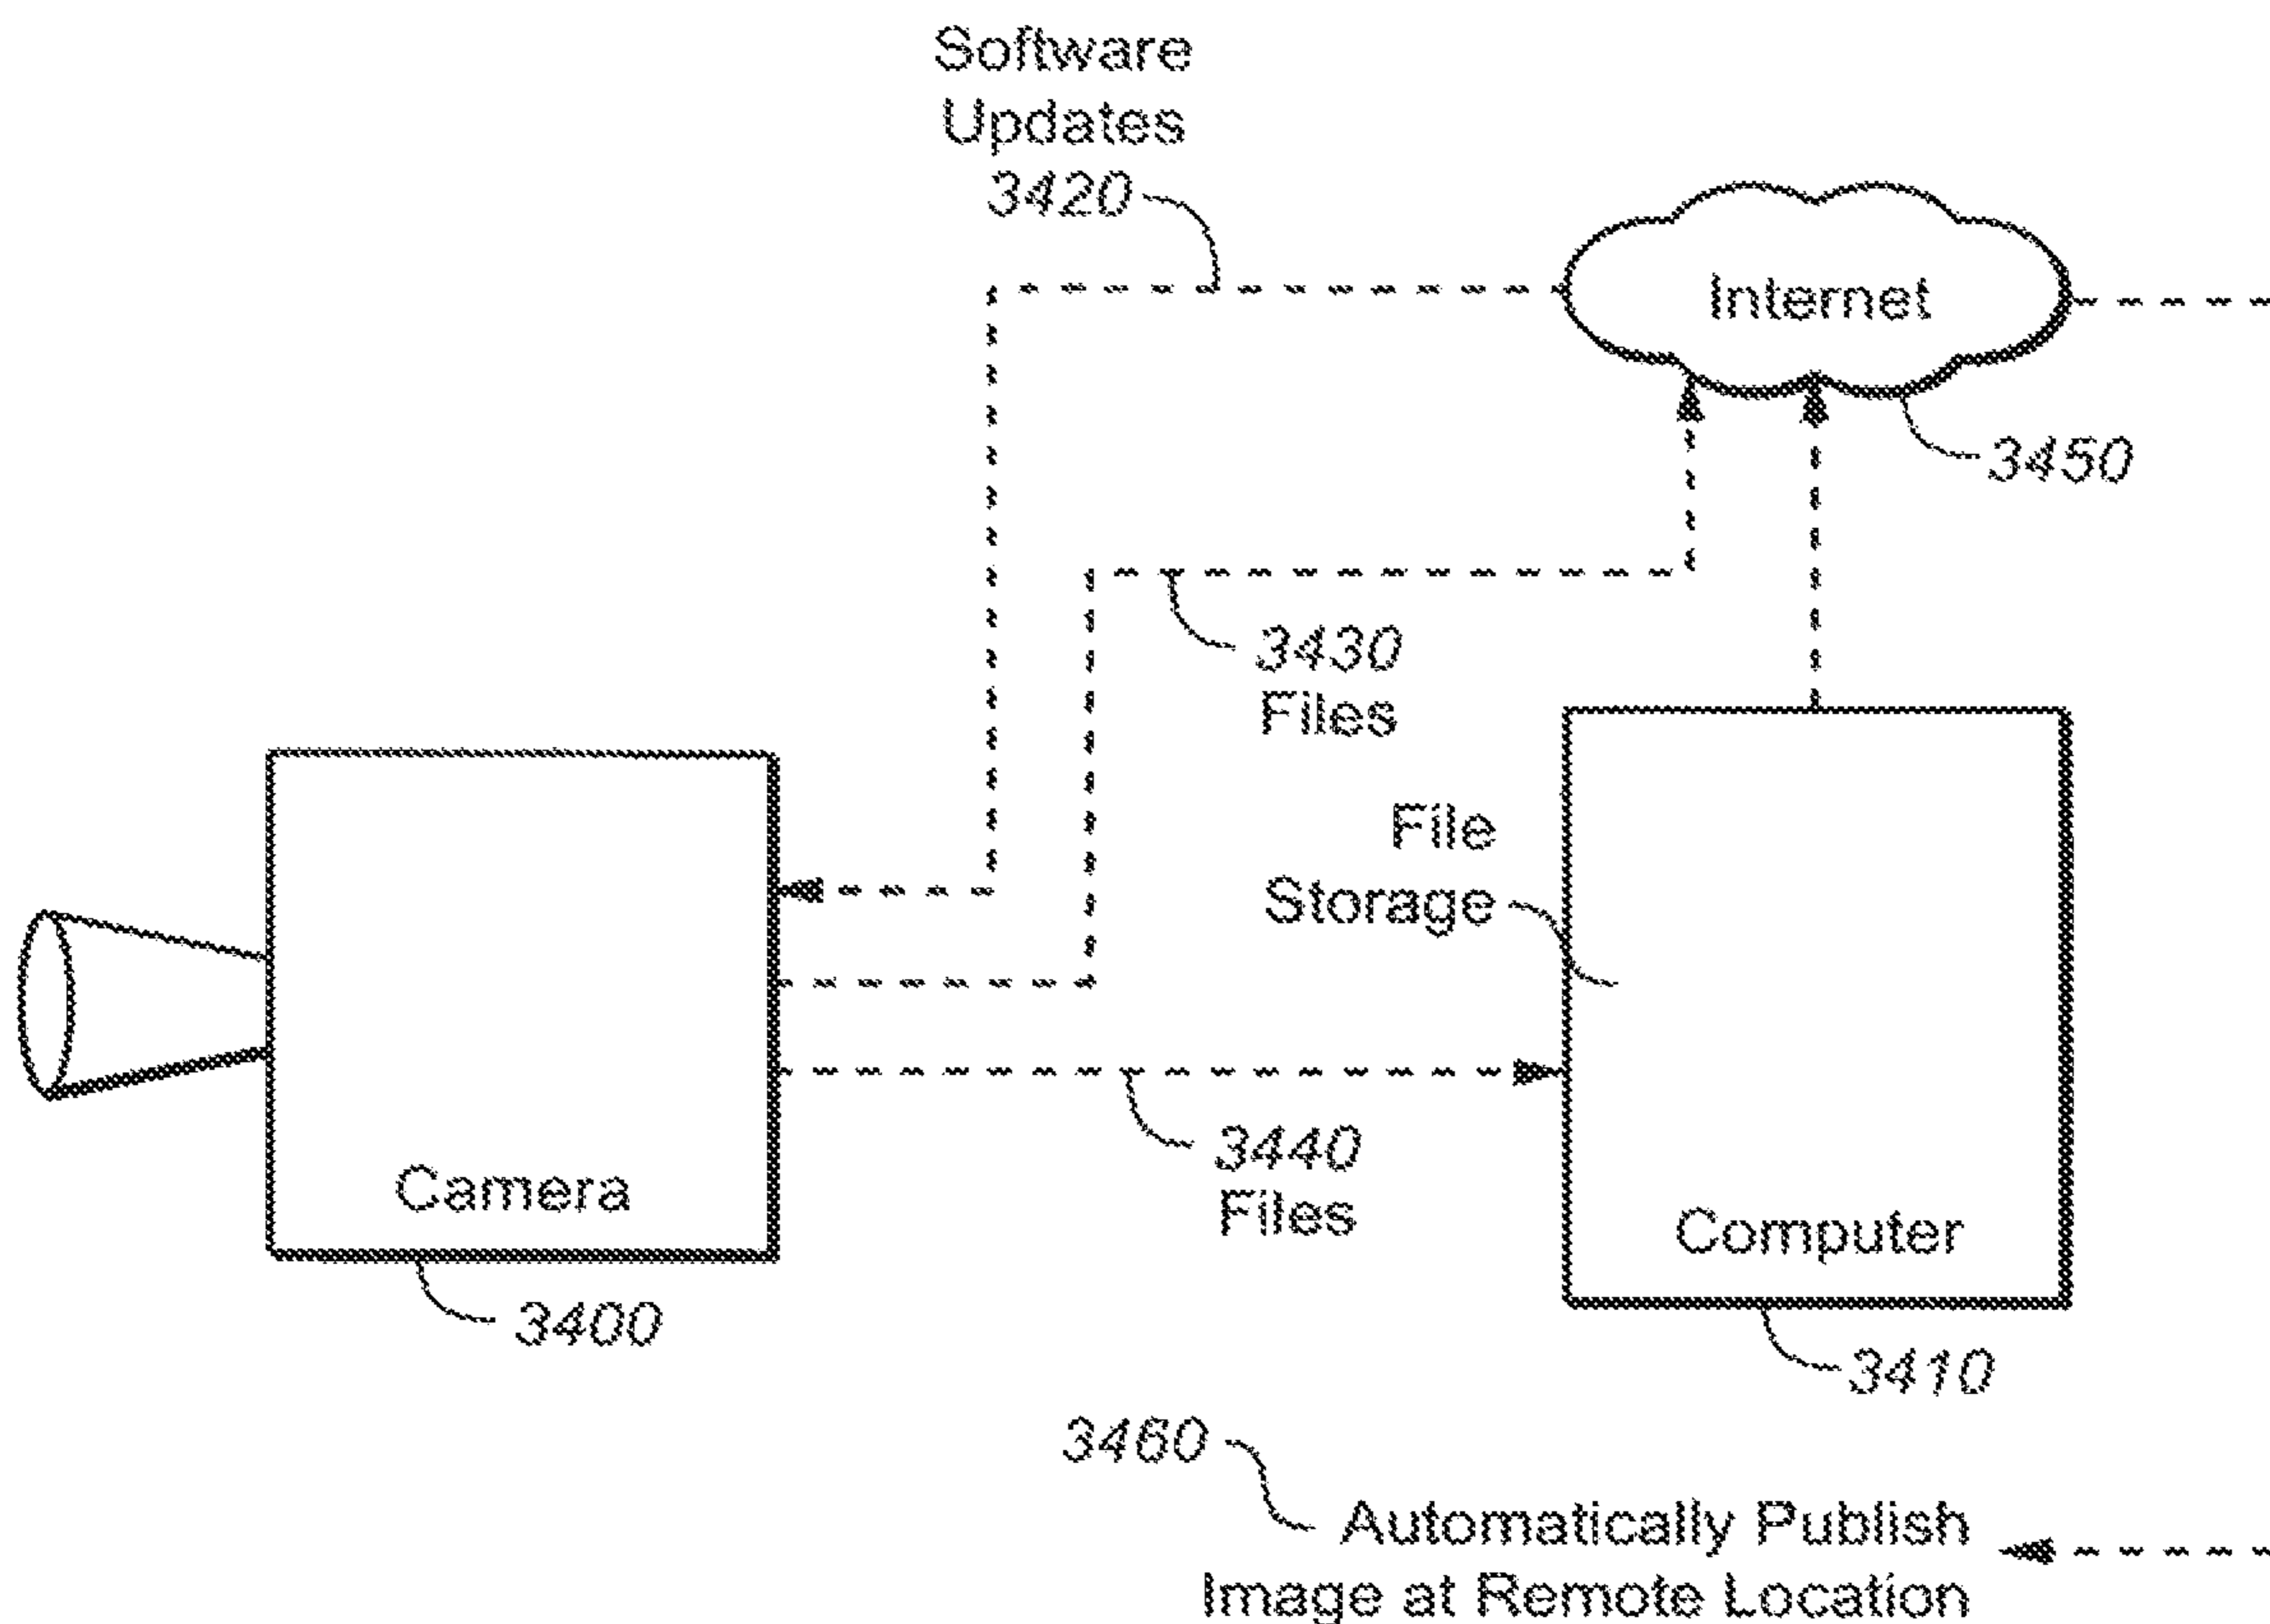 Software
Updates
3420
Internet
3450
3430
Files
File
Storage
Camera
3440
Files
Computer
3400
3410
3460
Automatically Publish
Image at Remote Location